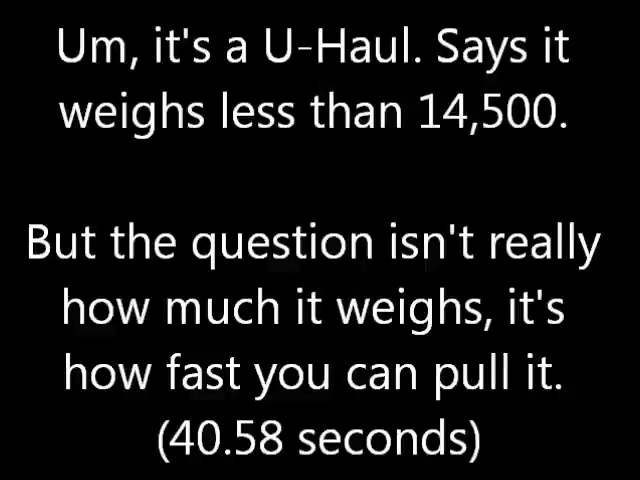 Um, it's a U-Haul. Says it
weighs less than 14,500.
But the question isn't really
how much it weighs, it's
how fast you can pull it.
(40.58 seconds)